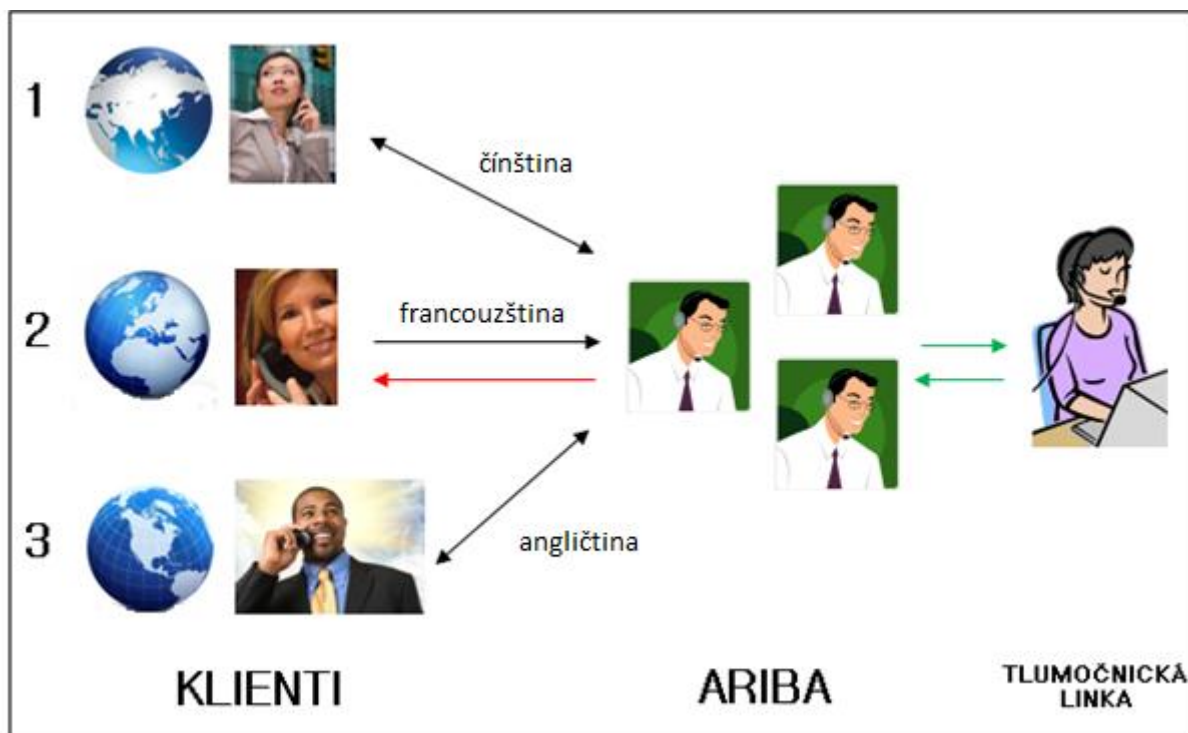 1
čínština
2
francouzština
3
angličtina
KLIENTI
ARIBA
TLUMOČNICKÁ
LINKA